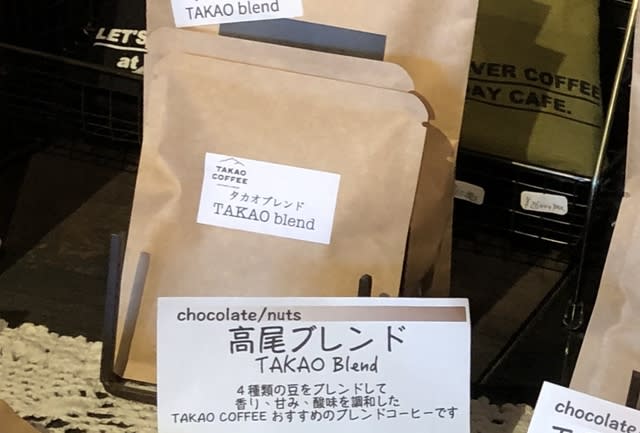 TAKAO blend
LET'S
at
VER COFFEE
DAY CAFE.
TAKAO
COFFEE
タカオブレンド
TAKAO blend
chocolate/nuts
高尾ブレンド
TAKAO Blend
4種類の豆をブレンドして
香り、甘み、酸味を調和した
TAKAO COFFEE おすすめのブレンドコーヒーです
chocolate